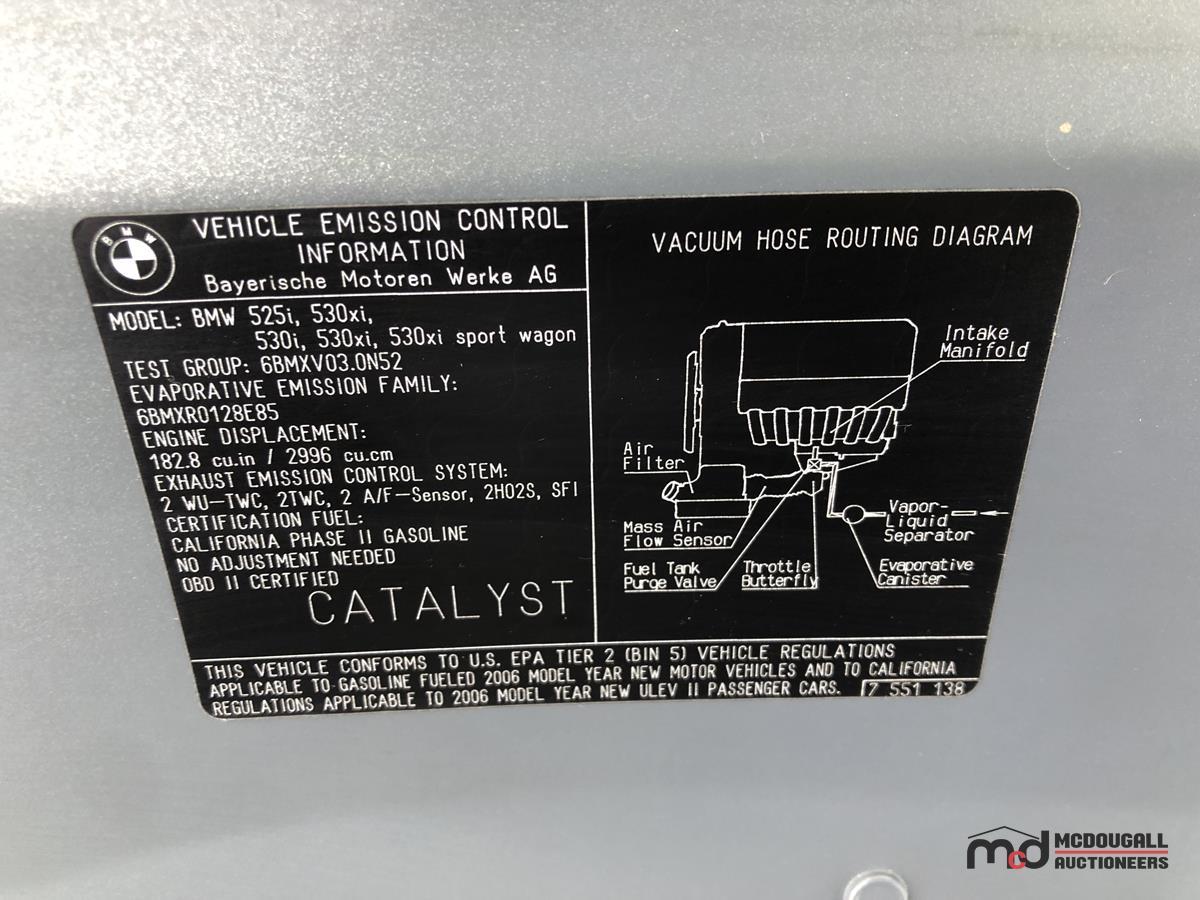 BMW
VEHICLE EMISSION CONTROL
INFORMATION
Bayerische Motoren Werke AG
MODEL: BMW 525i, 530xi,
530i, 530xi, 530xi sport wagon
TEST GROUP: 6BMXV03.0N52
EVAPORATIVE EMISSION FAMILY:
6BMXR0128E85
ENGINE DISPLACEMENT:
182.8 cu.in / 2996 cu.cm
EXHAUST EMISSION CONTROL SYSTEM:
2 WU-TWC, 2TWC, 2 A/F-Sensor, 2HO2S, SFI
CERTIFICATION FUEL:
CALIFORNIA PHASE II GASOLINE
NO ADJUSTMENT NEEDED
OBD II CERTIFIED
CATALYST
VACUUM HOSE ROUTING DIAGRAM
Intake
Manifold
Air
Filter
Mass Air
Flow Sensor
Fuel Tank
Purge Valve
Throttle
Butterfly
Vapor-
Liquid
Separator
Evaporative
Canister
THIS VEHICLE CONFORMS TO U.S. EPA TIER 2 (BIN 5) VEHICLE REGULATIONS
APPLICABLE TO GASOLINE FUELED 2006 MODEL YEAR NEW MOTOR VEHICLES AND TO CALIFORNIA
REGULATIONS APPLICABLE TO 2006 MODEL YEAR NEW ULEV II PASSENGER CARS. 7 551 138
mcd MCDOUGALL
AUCTIONEERS